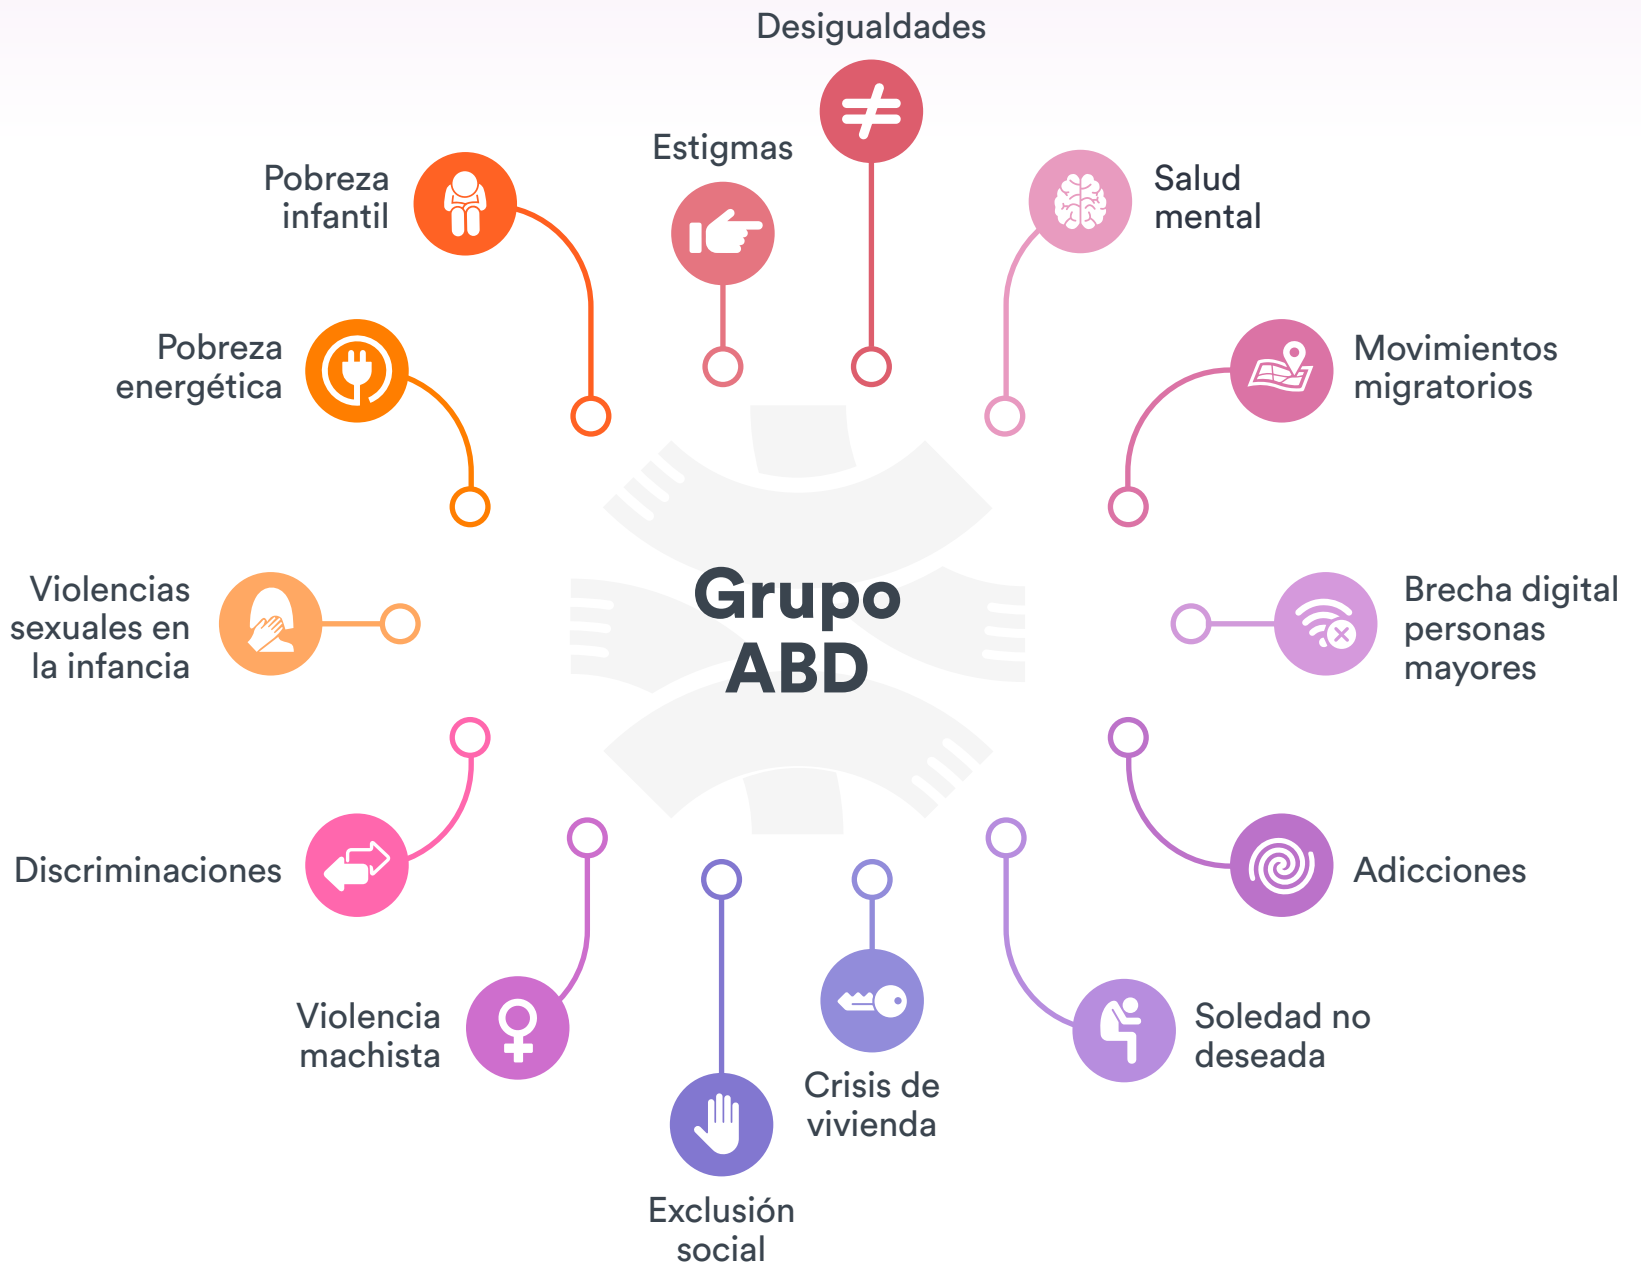 Desigualdades
Estigmas
Pobreza
infantil
Salud
mental
Pobreza
energética
Movimientos
migratorios
Violencias
sexuales en
la infancia
Grupo
ABD
Brecha digital
personas
mayores
Discriminaciones
Adicciones
Violencia
machista
Soledad no
deseada
Crisis de
vivienda
Exclusión
social